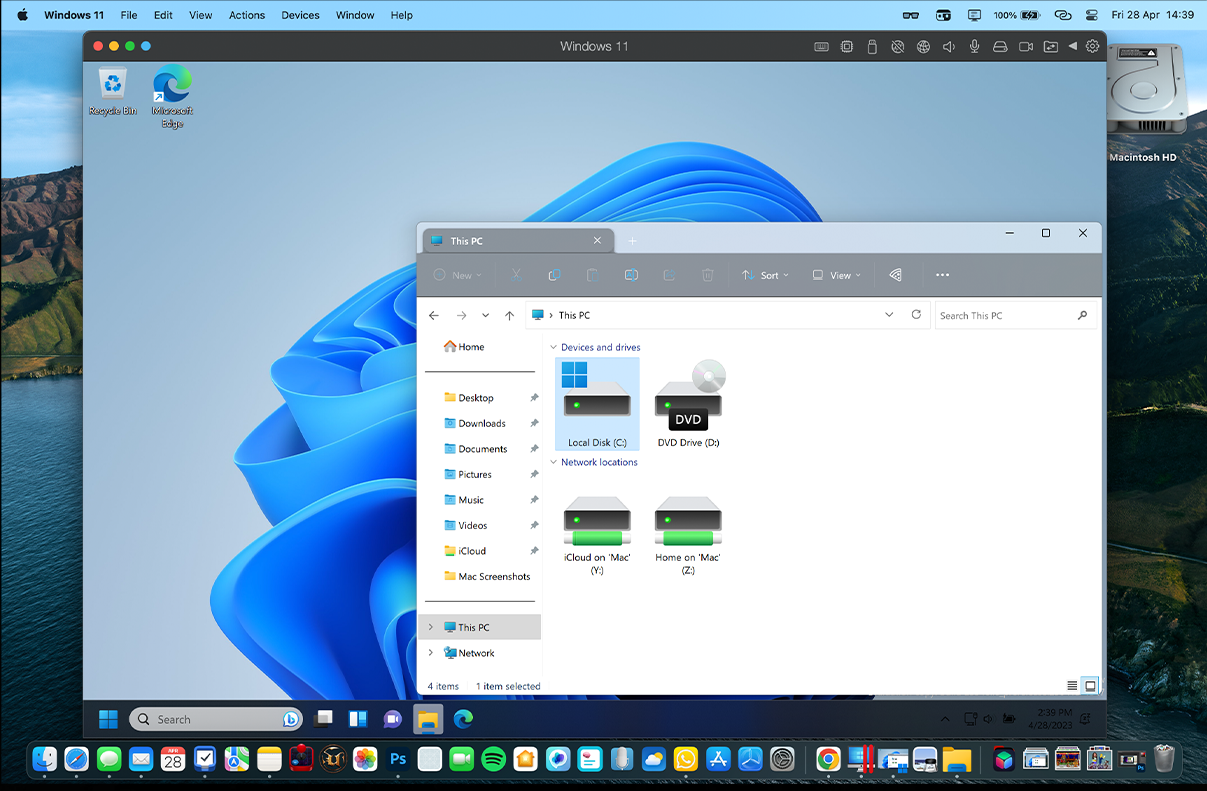 Windows 11 File Edit View Actions Devices Window Help 100% Fri 28 Apr 14:39
Windows 11
Recycle Bin
Microsoft
Edge
Macintosh HD
This PC
New Sort View
This PC Search This PC
Home
Desktop
Downloads
Documents
Pictures
Music
Videos
iCloud
Mac Screenshots
This PC
Network
Devices and drives
DVD
Local Disk (C:) DVD Drive (D:)
Network locations
iCloud on 'Mac'
(Y:)
Home on 'Mac'
(Z:)
4 items 1 item selected
Search
2:39 PM
4/28/2023
APR
28
Ps